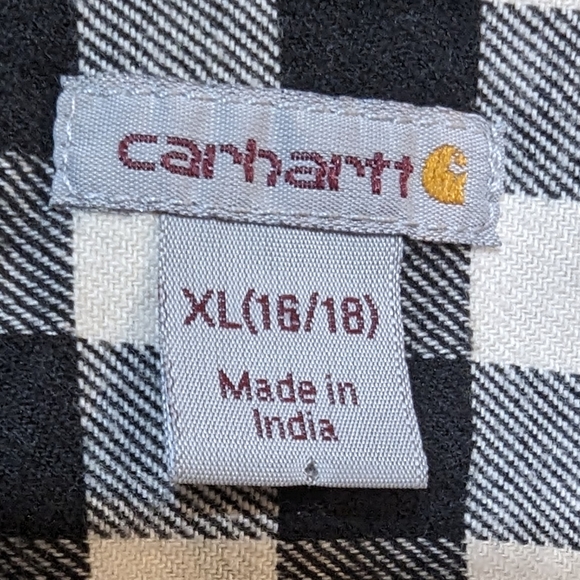 carhartt
XL(16/18)
Made in
India